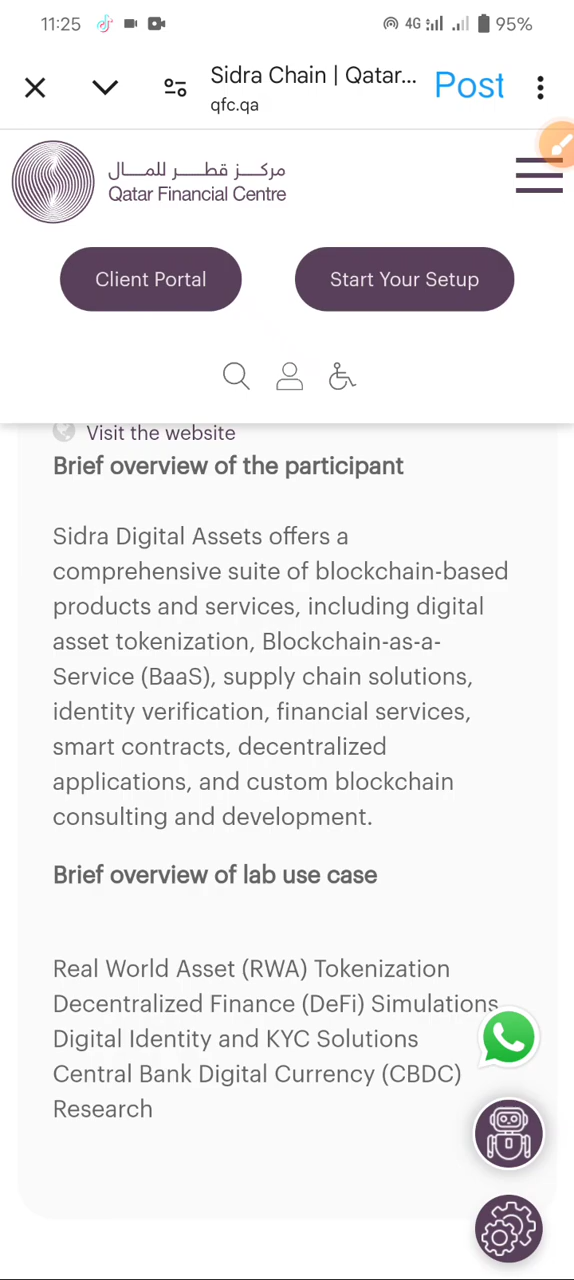 11:25
4G
95%
Sidra Chain | Qatar...
qfc.qa
Post
مركز قطر للمال
Qatar Financial Centre
Client Portal
Start Your Setup
Visit the website
Brief overview of the participant
Sidra Digital Assets offers a
comprehensive suite of blockchain-based
products and services, including digital
asset tokenization, Blockchain-as-a-
Service (BaaS), supply chain solutions,
identity verification, financial services,
smart contracts, decentralized
applications, and custom blockchain
consulting and development.
Brief overview of lab use case
Real World Asset (RWA) Tokenization
Decentralized Finance (DeFi) Simulations
Digital Identity and KYC Solutions
Central Bank Digital Currency (CBDC)
Research